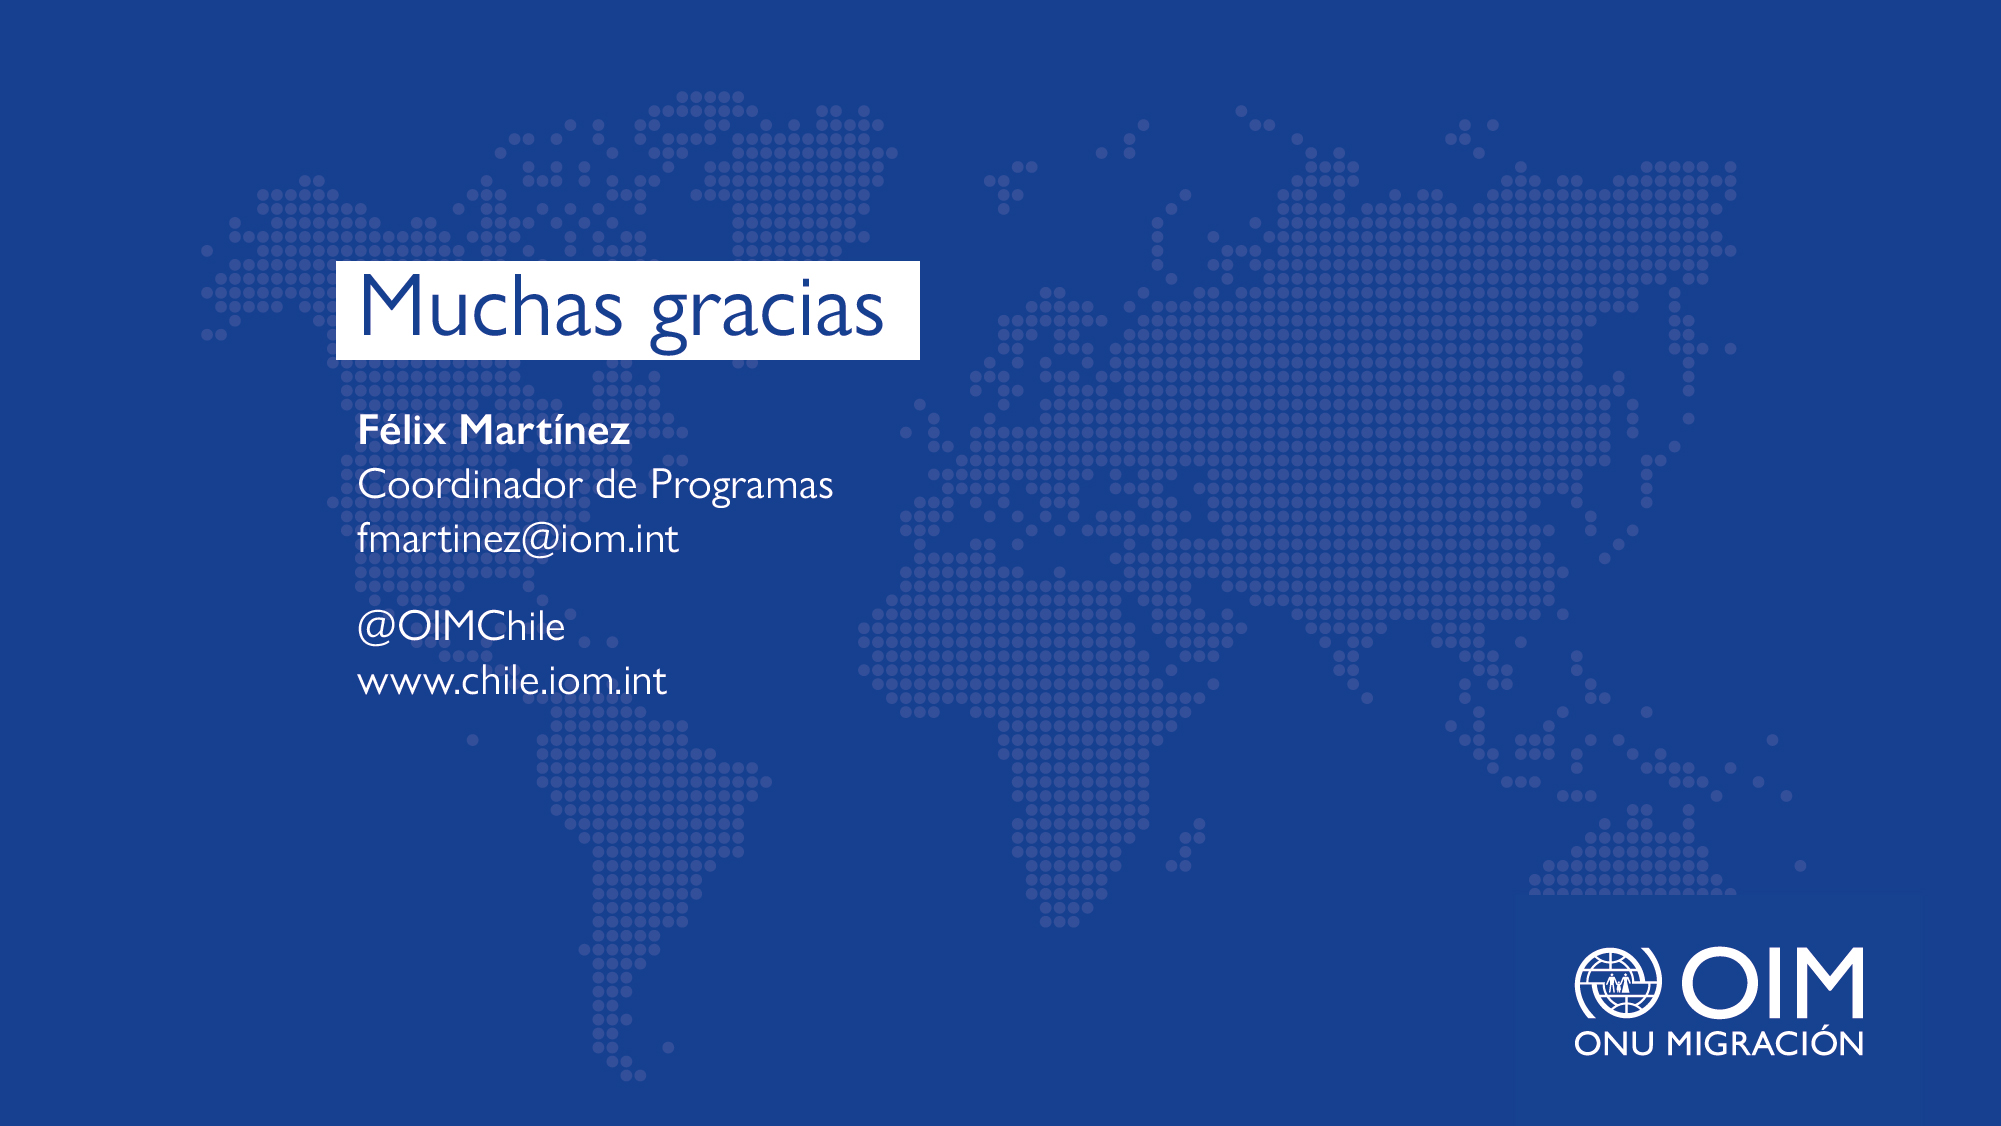 Muchas gracias
Félix Martínez
Coordinador de Programas
fmartinez@iom.int
@OIMChile
www.chile.iom.int
OIM
ONU MIGRACIÓN